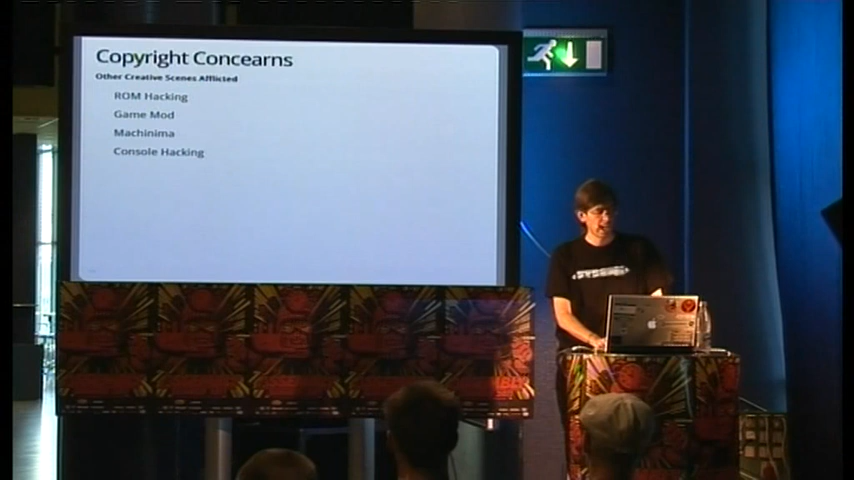 Copyright Concearns
Other Creative Scenes Afflicted
ROM Hacking
Game Mod
Machinima
Console Hacking